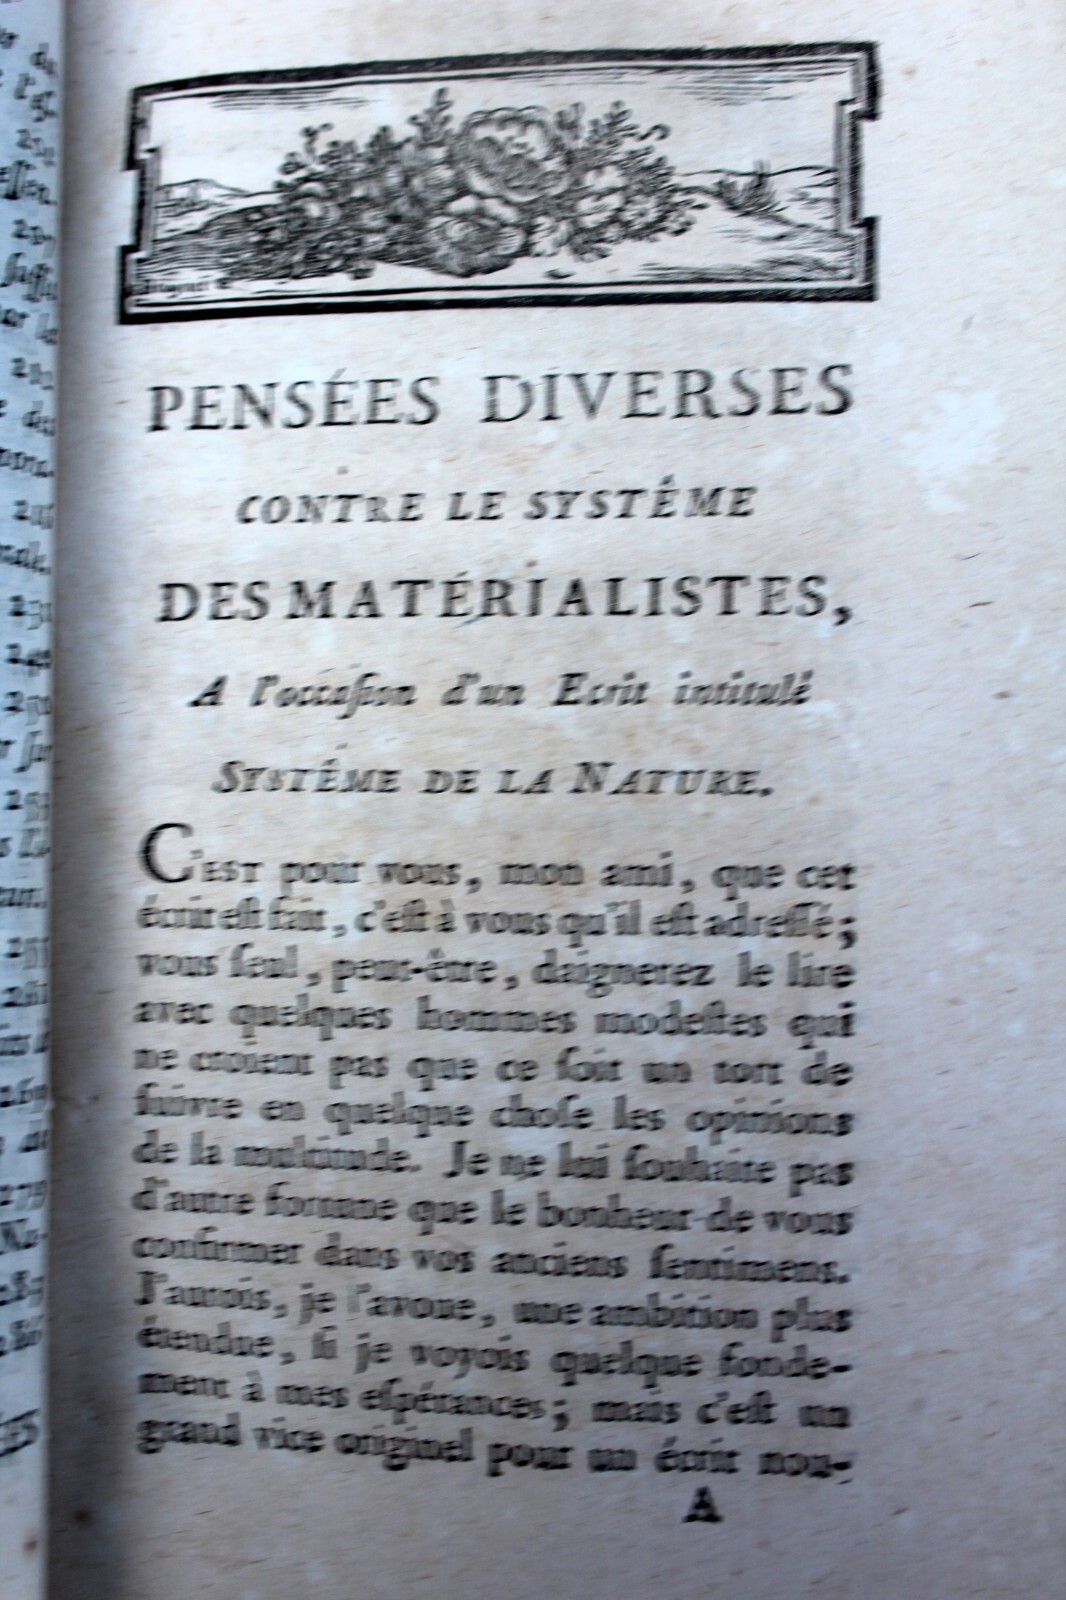 PENSÉES DIVERSES
CONTRE LE SYSTÊME
DES MATÉRIALISTES,
A l'occaſion d'un Ecrit intitulé
SYSTÊME DE LA NATURE.
C'EST pour vous, mon ami, que cet
écrit eſt fait, c'eſt à vous qu'il eſt adreſſé;
vous ſeul, peut-être, daignerez le lire
avec quelques hommes modeſtes qui
ne croient pas que ce ſoit un tort de
ſuivre en quelque choſe les opinions
de la multitude. Je ne lui ſouhaite pas
d'autre fortune que le bonheur de vous
confirmer dans vos anciens ſentimens.
J'aurois, je l'avoue, une ambition plus
étendue, ſi je voyois quelque fonde-
ment à mes eſpérances; mais c'eſt un
grand vice originel pour un écrit nou-
A